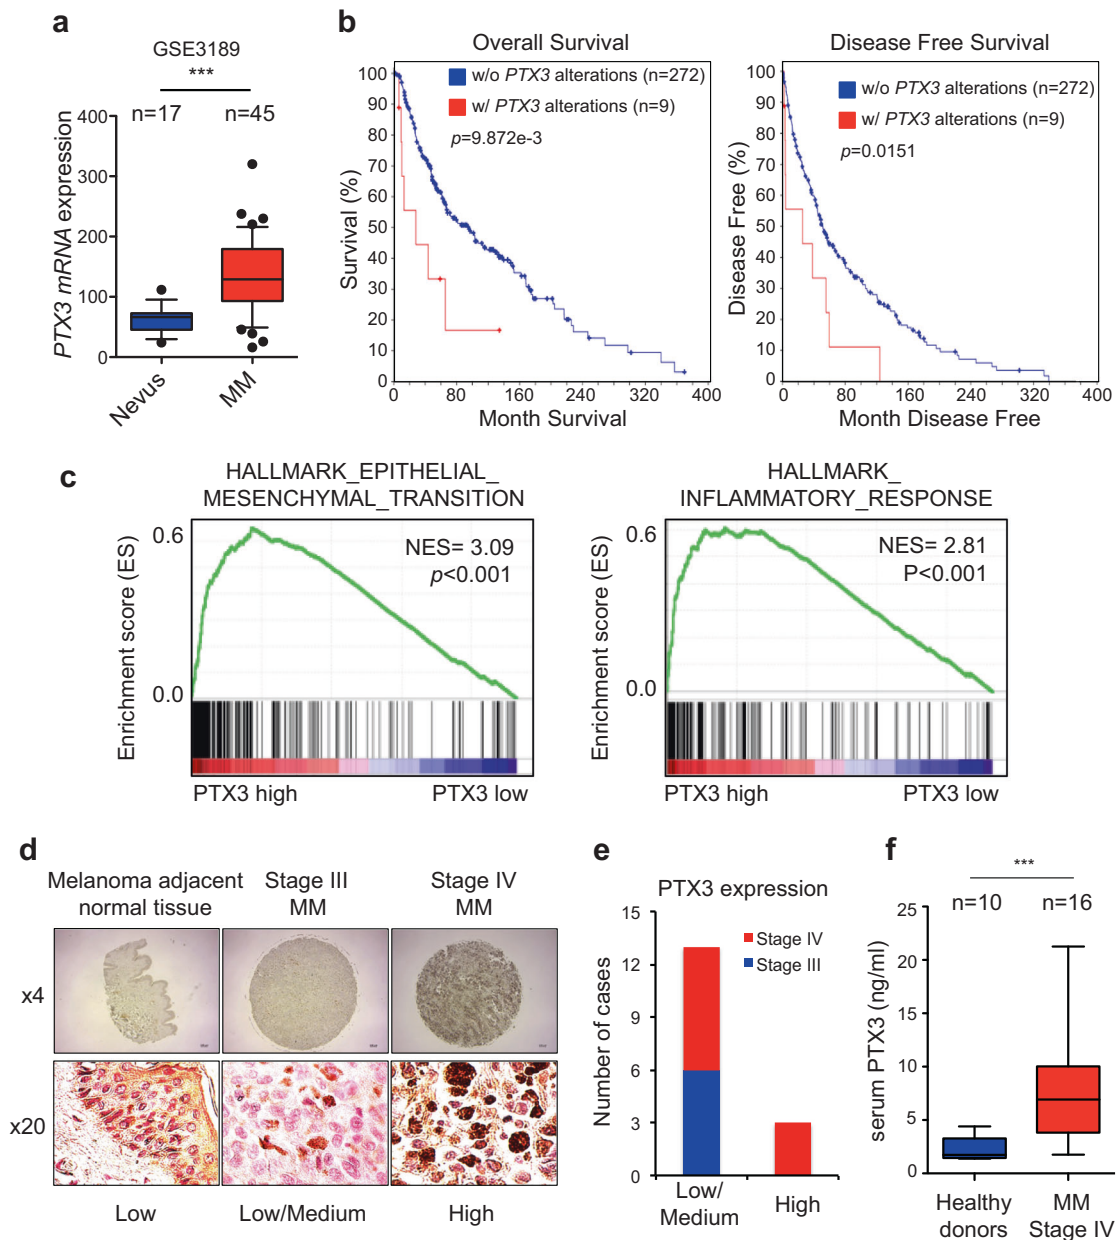 a
GSE3189
***
n=17 n=45
PTX3 mRNA expression
400
300
200
100
0
Nevus
MM
b
Overall Survival
w/o PTX3 alterations (n=272)
w/ PTX3 alterations (n=9)
p=9.872e-3
Survival (%)
100
90
80
70
60
50
40
30
20
10
0
0 80 160 240 320 400
Month Survival
Disease Free Survival
w/o PTX3 alterations (n=272)
w/ PTX3 alterations (n=9)
p=0.0151
Disease Free (%)
100
90
80
70
60
50
40
30
20
10
0
0 80 160 240 320 400
Month Disease Free
c
HALLMARK_EPITHELIAL_
MESENCHYMAL_TRANSITION
NES= 3.09
p<0.001
Enrichment score (ES)
0.6
0.0
PTX3 high PTX3 low
HALLMARK_
INFLAMMATORY_RESPONSE
NES= 2.81
P<0.001
Enrichment score (ES)
0.6
0.0
PTX3 high PTX3 low
d
Melanoma adjacent
normal tissue
Stage III
MM
Stage IV
MM
x4
x20
Low
Low/Medium
High
e
PTX3 expression
Stage IV
Stage III
Number of cases
15
12
9
6
3
0
Low/
Medium
High
f
***
n=10 n=16
serum PTX3 (ng/ml)
25
20
15
10
5
0
Healthy
donors
MM
Stage IV